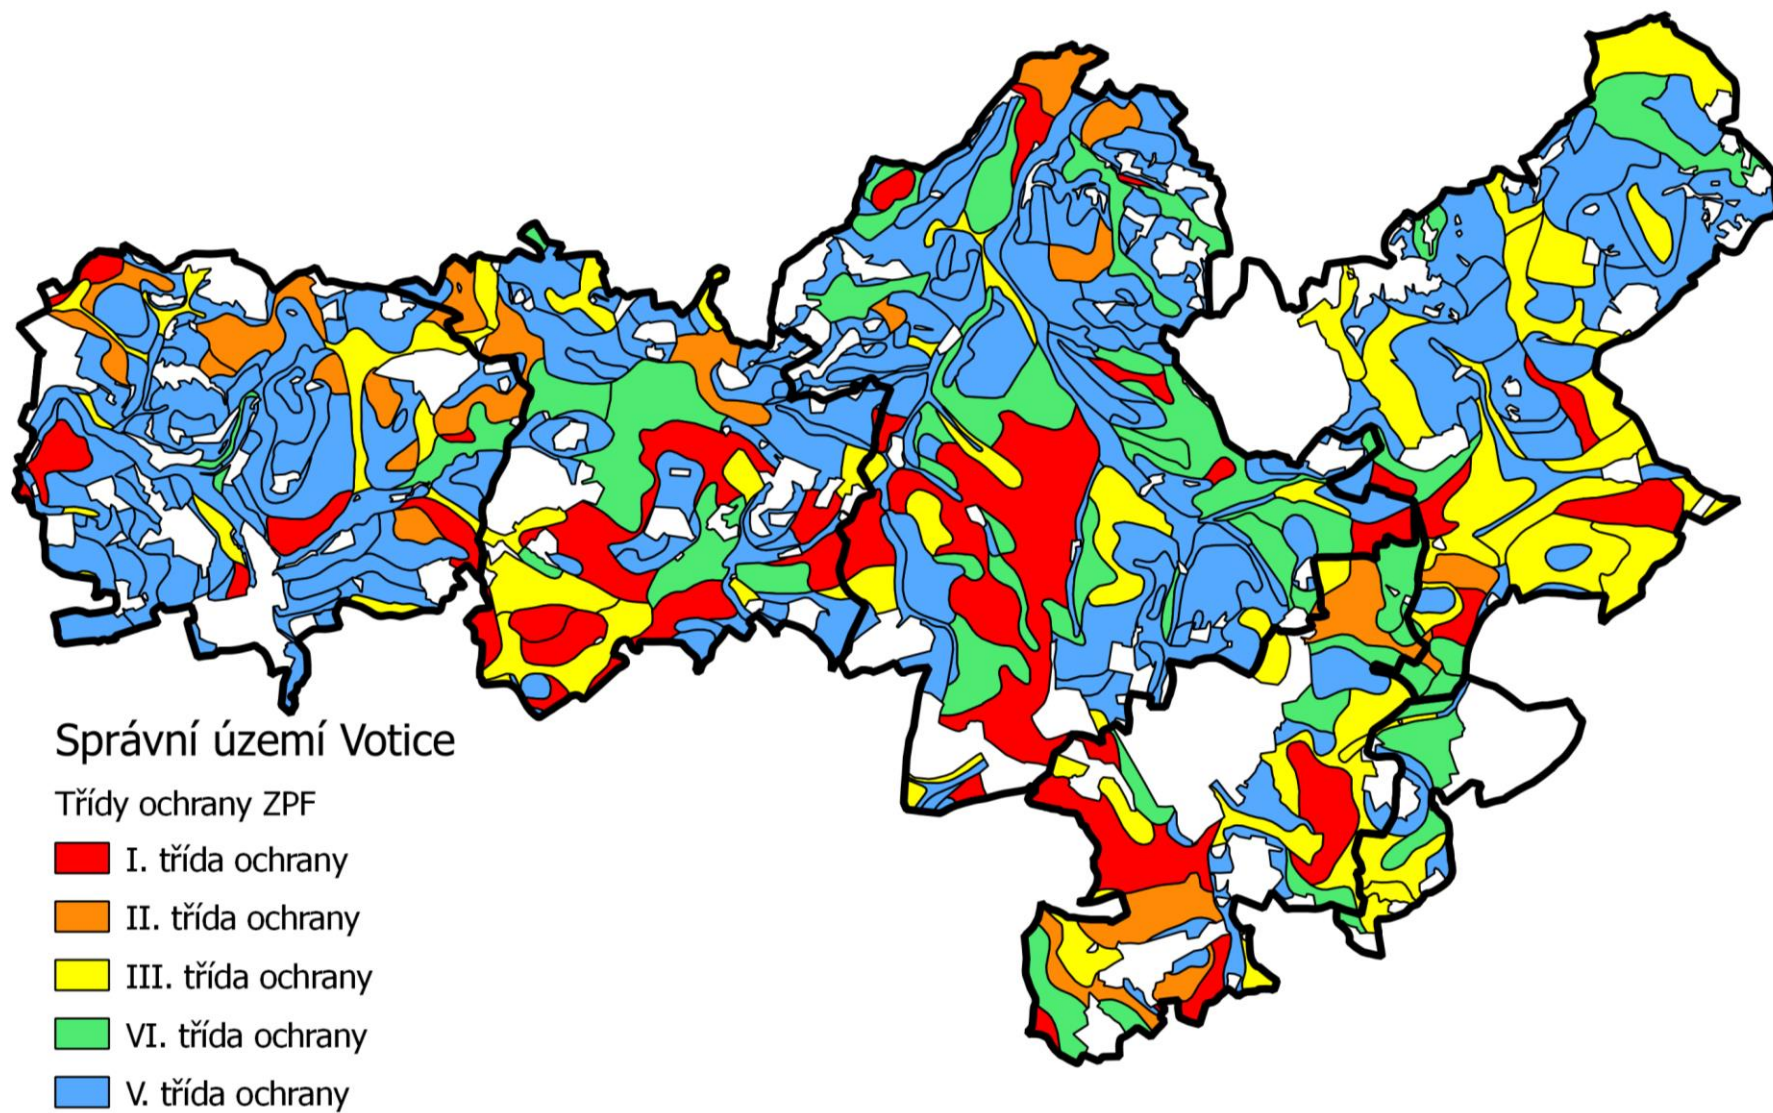 Správní území Votice
Třídy ochrany ZPF
I. třída ochrany
II. třída ochrany
III. třída ochrany
VI. třída ochrany
V. třída ochrany